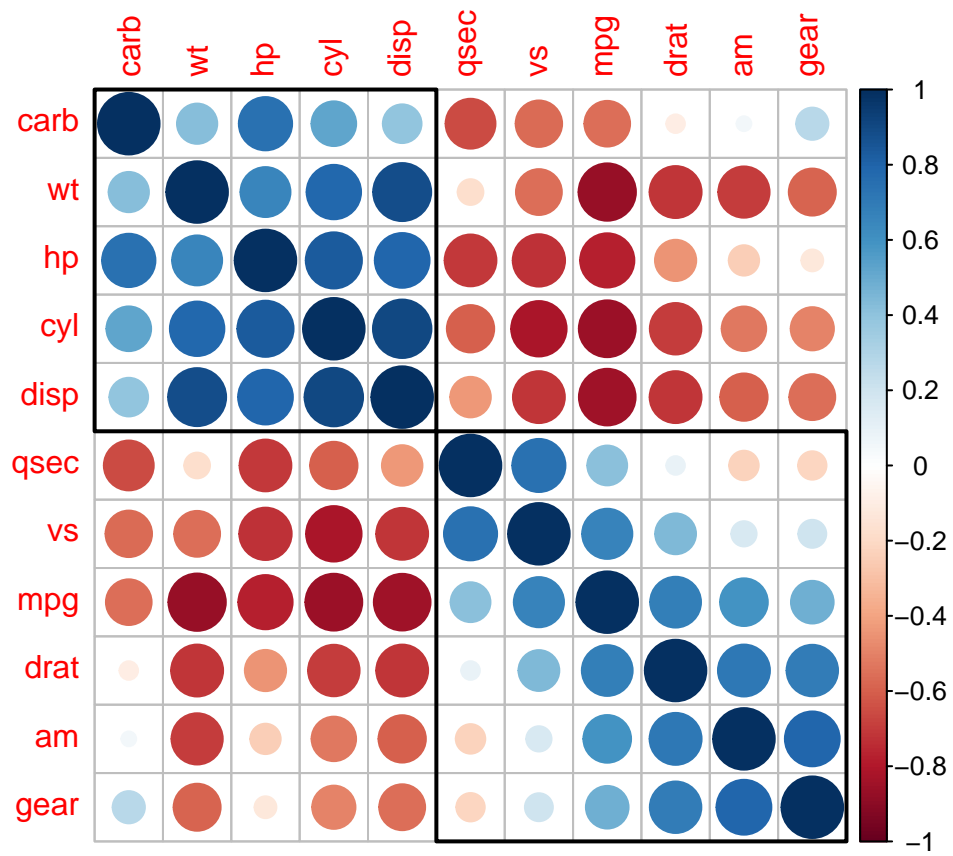 carb wt hp cyl disp qsec vs mpg drat am gear
carb
wt
hp
cyl
disp
qsec
vs
mpg
drat
am
gear
1
0.8
0.6
0.4
0.2
0
−0.2
−0.4
−0.6
−0.8
−1